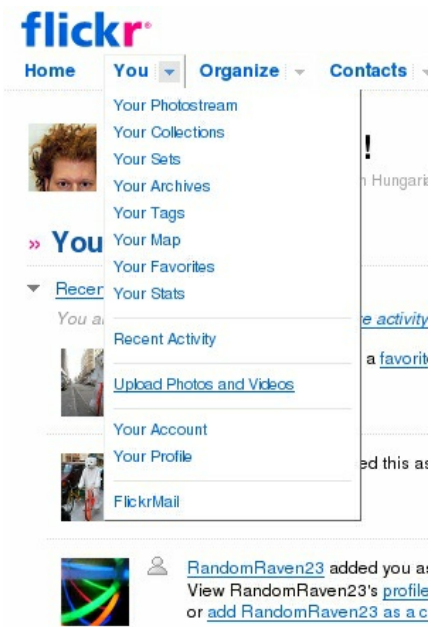 flickr
Home You Organize Contacts
Your Photostream
Your Collections
!
Your Sets
Hungari
Your Archives
Your Tags
» You
Your Map
Your Favorites
Recen
Your Stats
You a
e activity
Recent Activity
a favorit
Upload Photos and Videos
Your Account
Your Profile
ed this as
FlickrMail
RandomRaven23 added you as
View RandomRaven23's profile
or add RandomRaven23 as a c